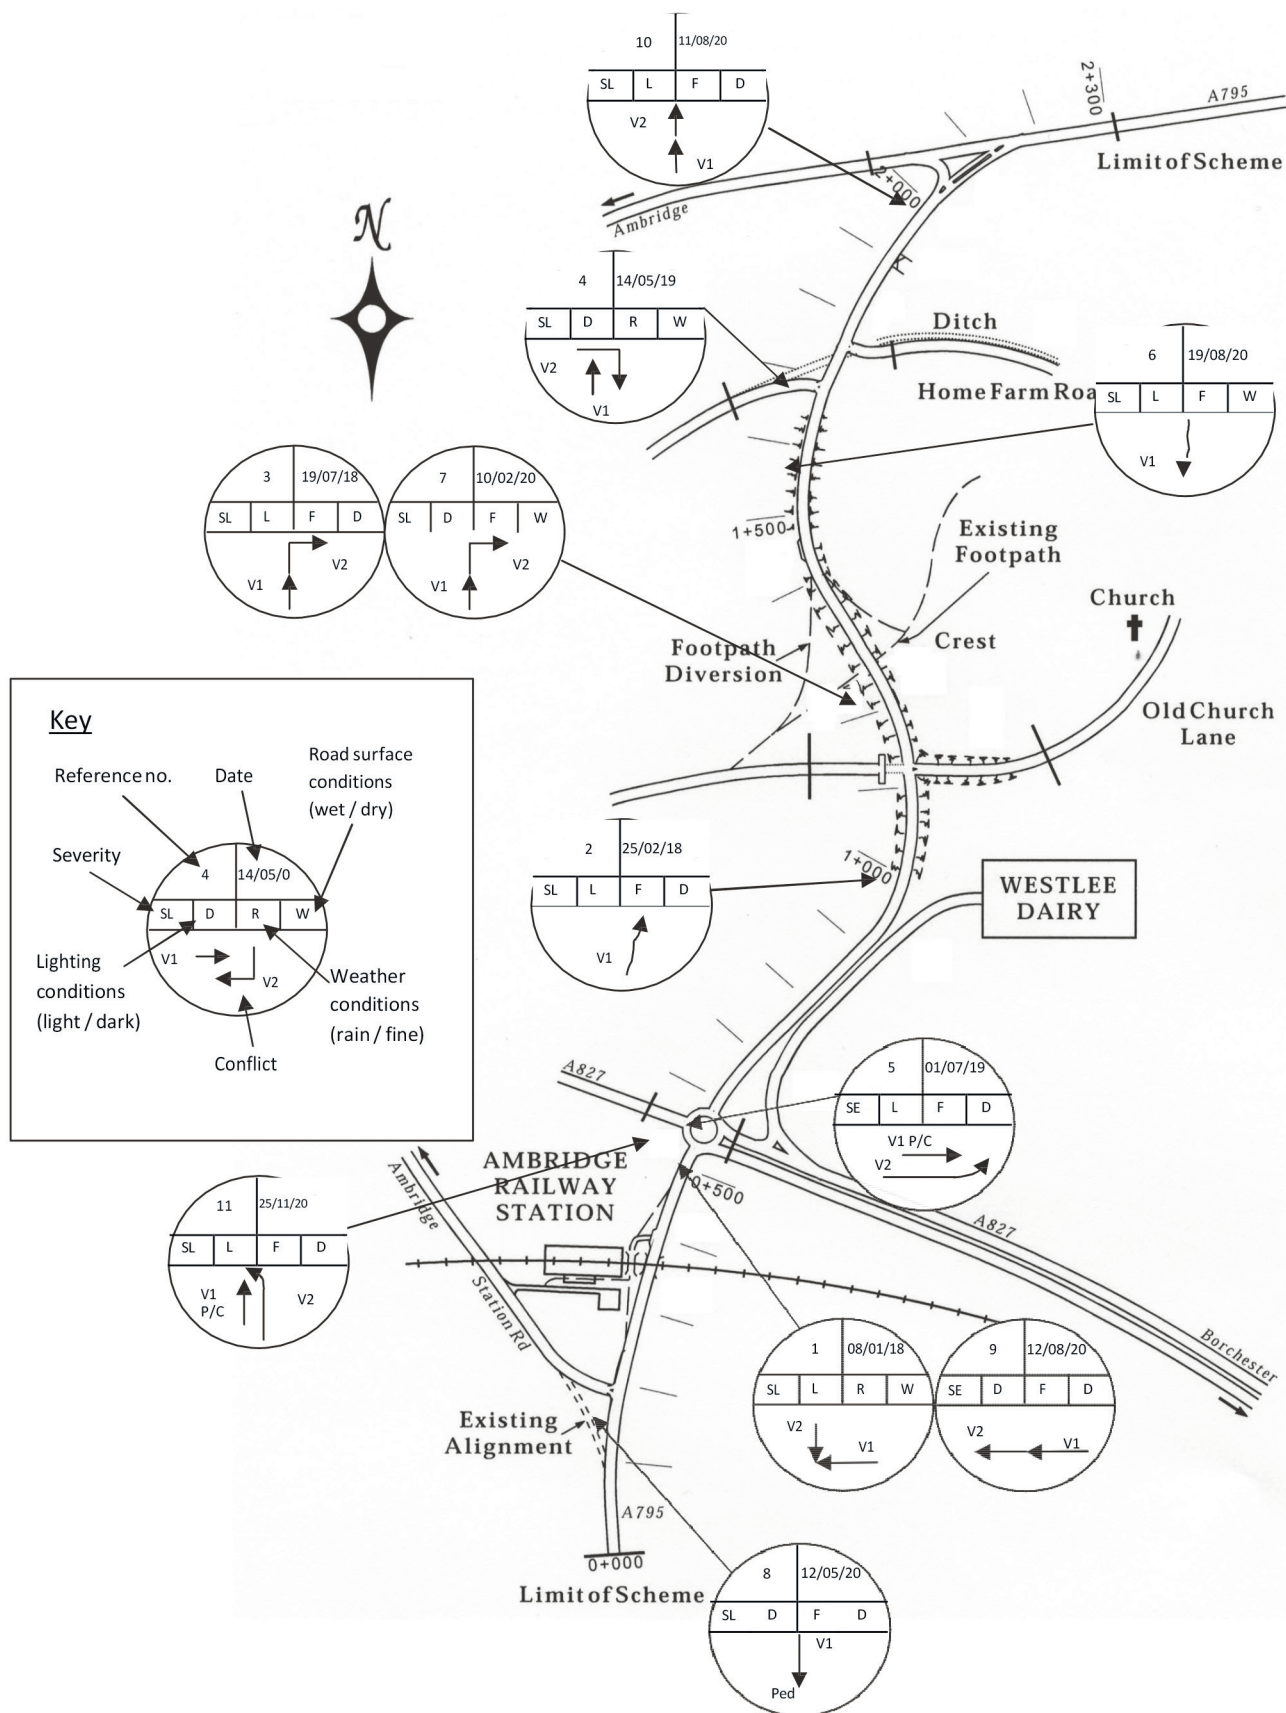 10 11/08/20
SL L F D
V2
V1
2+300
A795
Limit of Scheme
2+000
Ambridge
N
4 14/05/19
SL D R W
V2
V1
Ditch
Home Farm Roa
6 19/08/20
SL L F W
V1
3 19/07/18
SL L F D
V2
V1
7 10/02/20
SL D F W
V2
V1
1+500
Existing
Footpath
Crest
Church
Footpath
Diversion
Old Church
Lane
Key
Reference no.
Date
Road surface
conditions
(wet / dry)
Severity
4 14/05/0
SL D R W
V1
V2
Lighting
conditions
(light / dark)
Weather
conditions
(rain / fine)
Conflict
2 25/02/18
SL L F D
V1
1+000
WESTLEE
DAIRY
A827
5 01/07/19
SE L F D
V1 P/C
V2
AMBRIDGE
RAILWAY
STATION
Ambridge
0+500
A827
11 25/11/20
SL L F D
V1
P/C
V2
Station Rd
Borchester
1 08/01/18
SL L R W
V2
V1
9 12/08/20
SE D F D
V2
V1
Existing
Alignment
A795
0+000
Limit of Scheme
8 12/05/20
SL D F D
V1
Ped